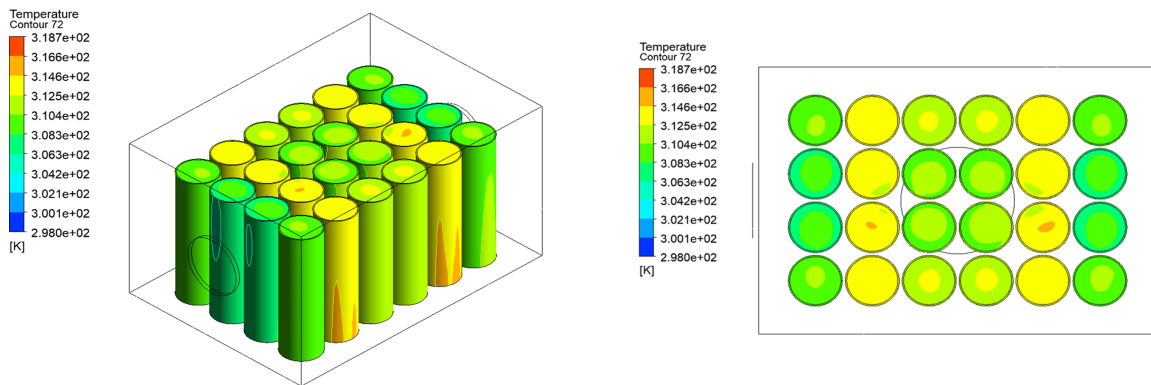 Temperature
Contour 72
3.187e+02
3.166e+02
3.146e+02
3.125e+02
3.104e+02
3.083e+02
3.063e+02
3.042e+02
3.021e+02
3.001e+02
2.980e+02
[K]
Temperature
Contour 72
3.187e+02
3.166e+02
3.146e+02
3.125e+02
3.104e+02
3.083e+02
3.063e+02
3.042e+02
3.021e+02
3.001e+02
2.980e+02
[K]